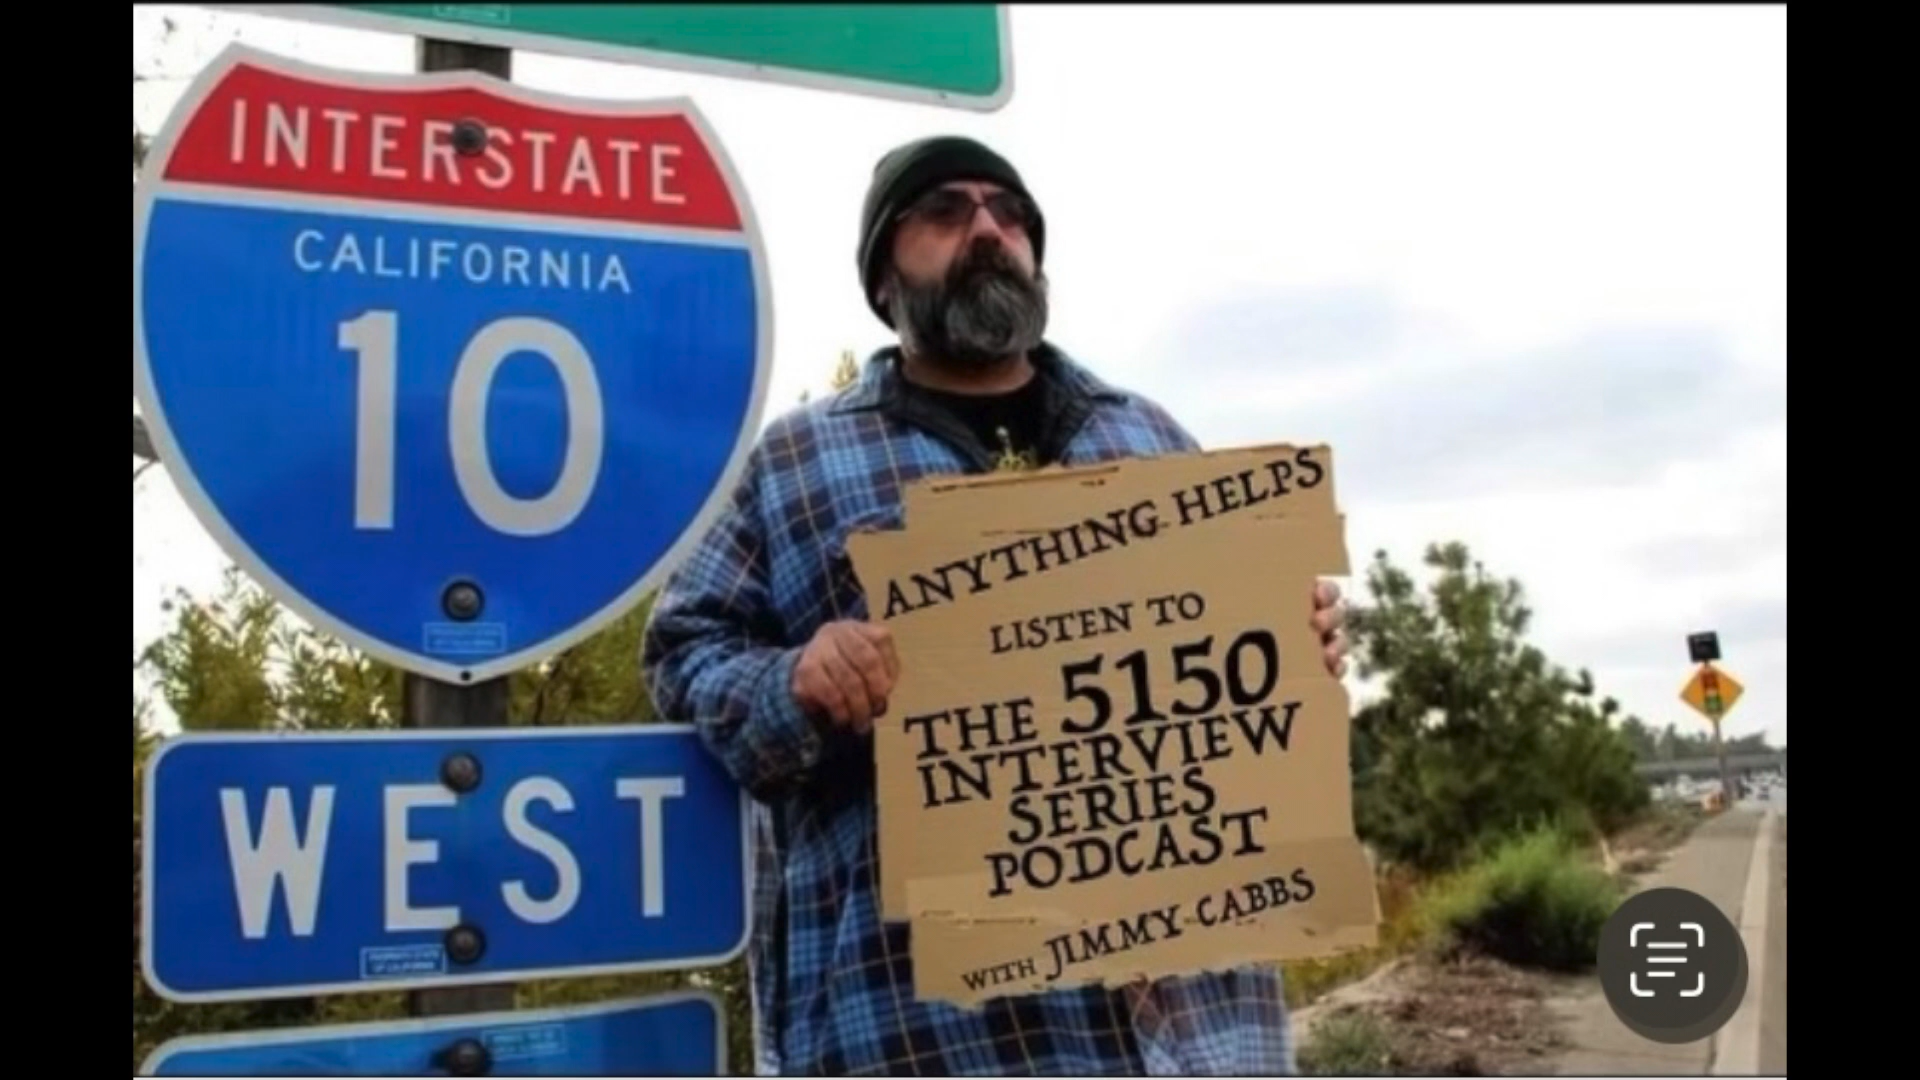 INTERSTATE
CALIFORNIA
10
WEST
ANYTHING HELPS
LISTEN TO
THE 5150
INTERVIEW
SERIES
PODCAST
WITH JIMMY CABBS